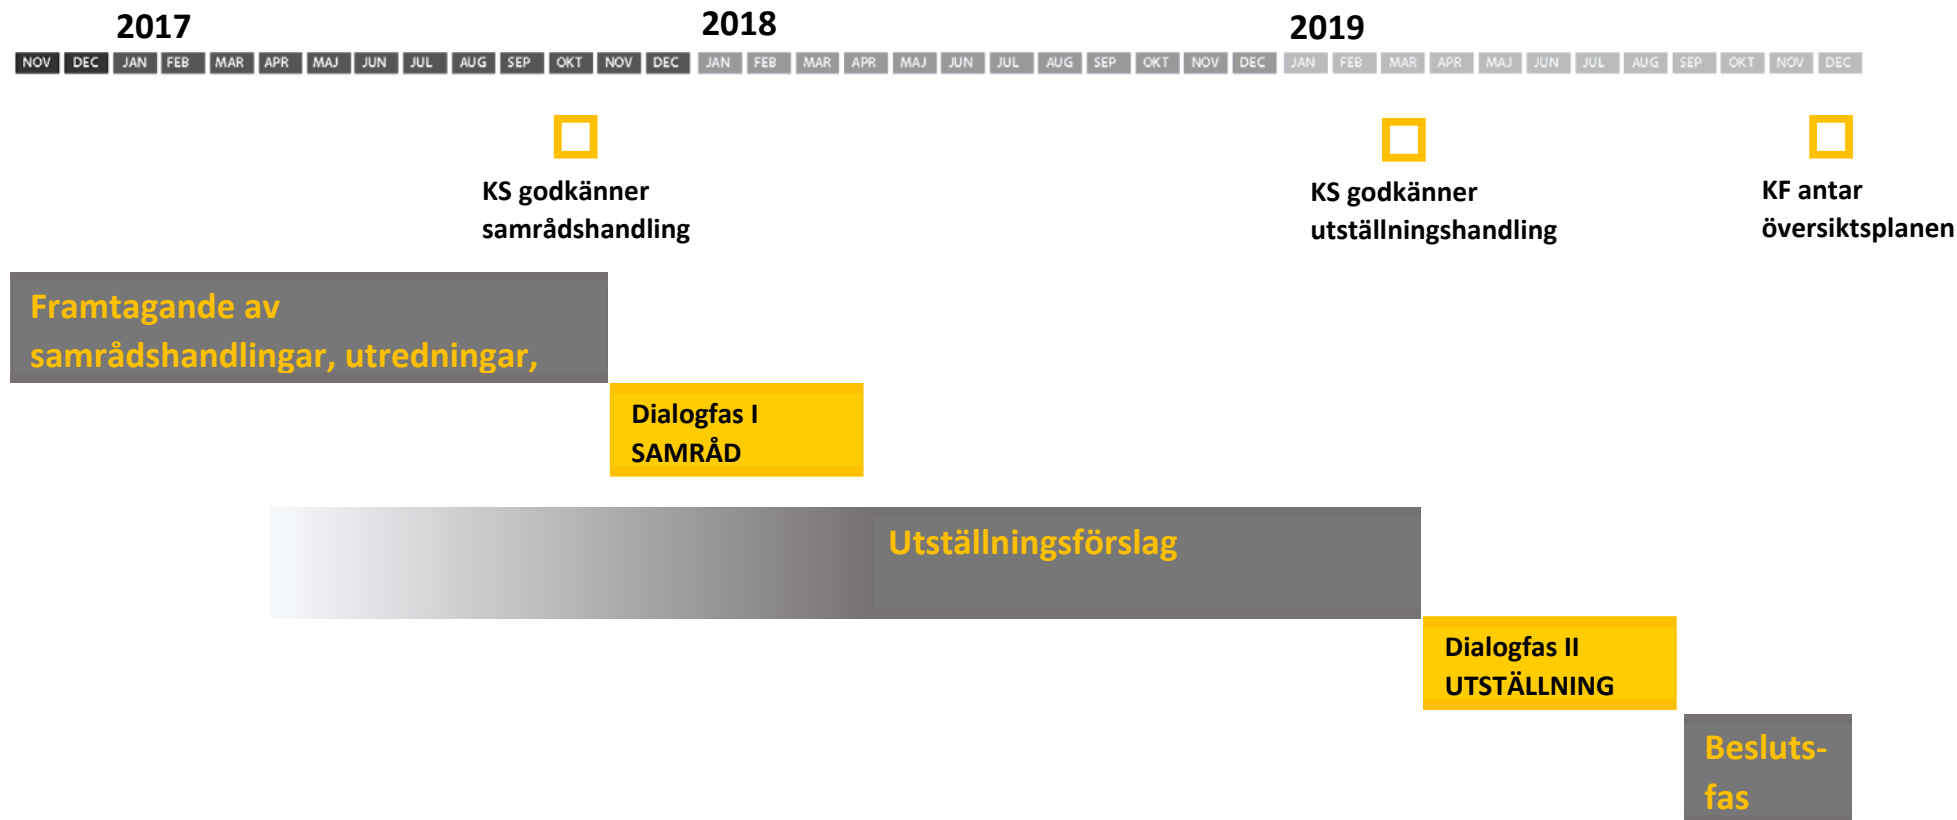 2017
2018
2019
NOV DEC JAN FEB MAR APR MAJ JUN JUL AUG SEP OKT NOV DEC JAN FEB MAR APR MAJ JUN JUL AUG SEP OKT NOV DEC JAN FEB MAR APR MAJ JUN JUL AUG SEP OKT NOV DEC
KS godkänner
samrådshandling
KS godkänner
utställningshandling
KF antar
översiktsplanen
Framtagande av
samrådshandlingar, utredningar,
Dialogfas I
SAMRÅD
Utställningsförslag
Dialogfas II
UTSTÄLLNING
Besluts-
fas